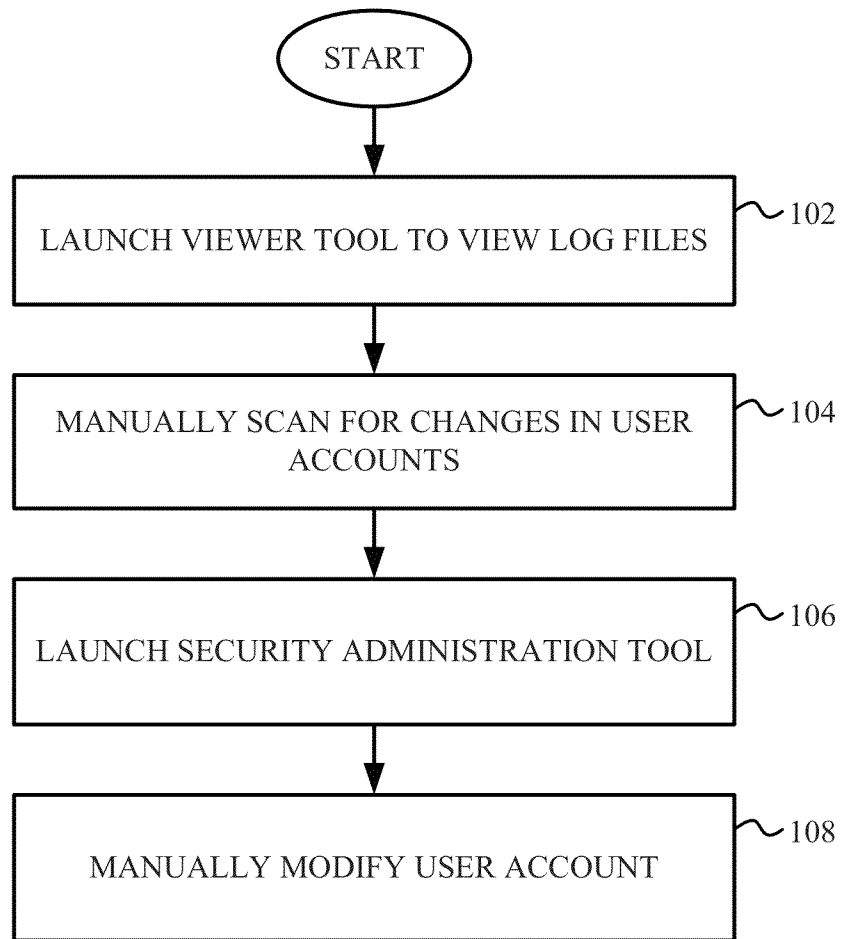 START
LAUNCH VIEWER TOOL TO VIEW LOG FILES
102
MANUALLY SCAN FOR CHANGES IN USER
ACCOUNTS
104
LAUNCH SECURITY ADMINISTRATION TOOL
106
MANUALLY MODIFY USER ACCOUNT
108